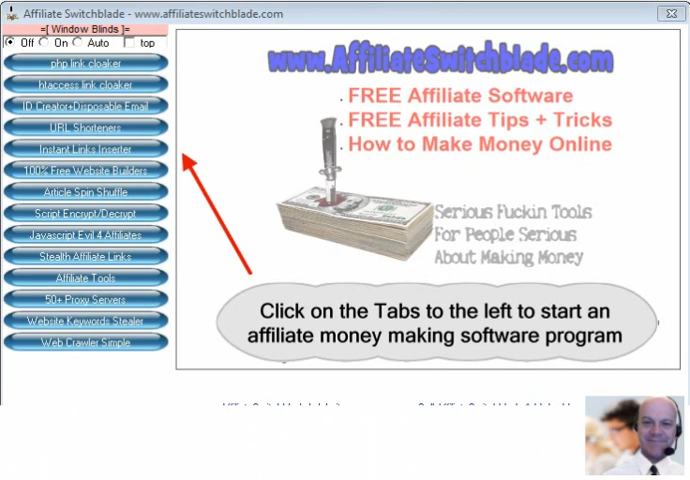 Affiliate Switchblade - www.affiliateswitchblade.com
=[ Window Blinds ]=
Off On Auto top
php link cloaker
htaccess link cloaker
ID Creator+Disposable Email
URL Shorteners
Instant Links Inserter
100% Free Website Builders
Article Spin Shuffle
Script Encrypt/Decrypt
Javascript Evil 4 Affiliates
Stealth Affiliate Links
Affiliate Tools
50+ Proxy Servers
Website Keywords Stealer
Web Crawler Simple
www.AffiliateSwitchblade.com
. FREE Affiliate Software
. FREE Affiliate Tips + Tricks
. How to Make Money Online
Serious Fuckin Tools
For People Serious
About Making Money
Click on the Tabs to the left to start an
affiliate money making software program